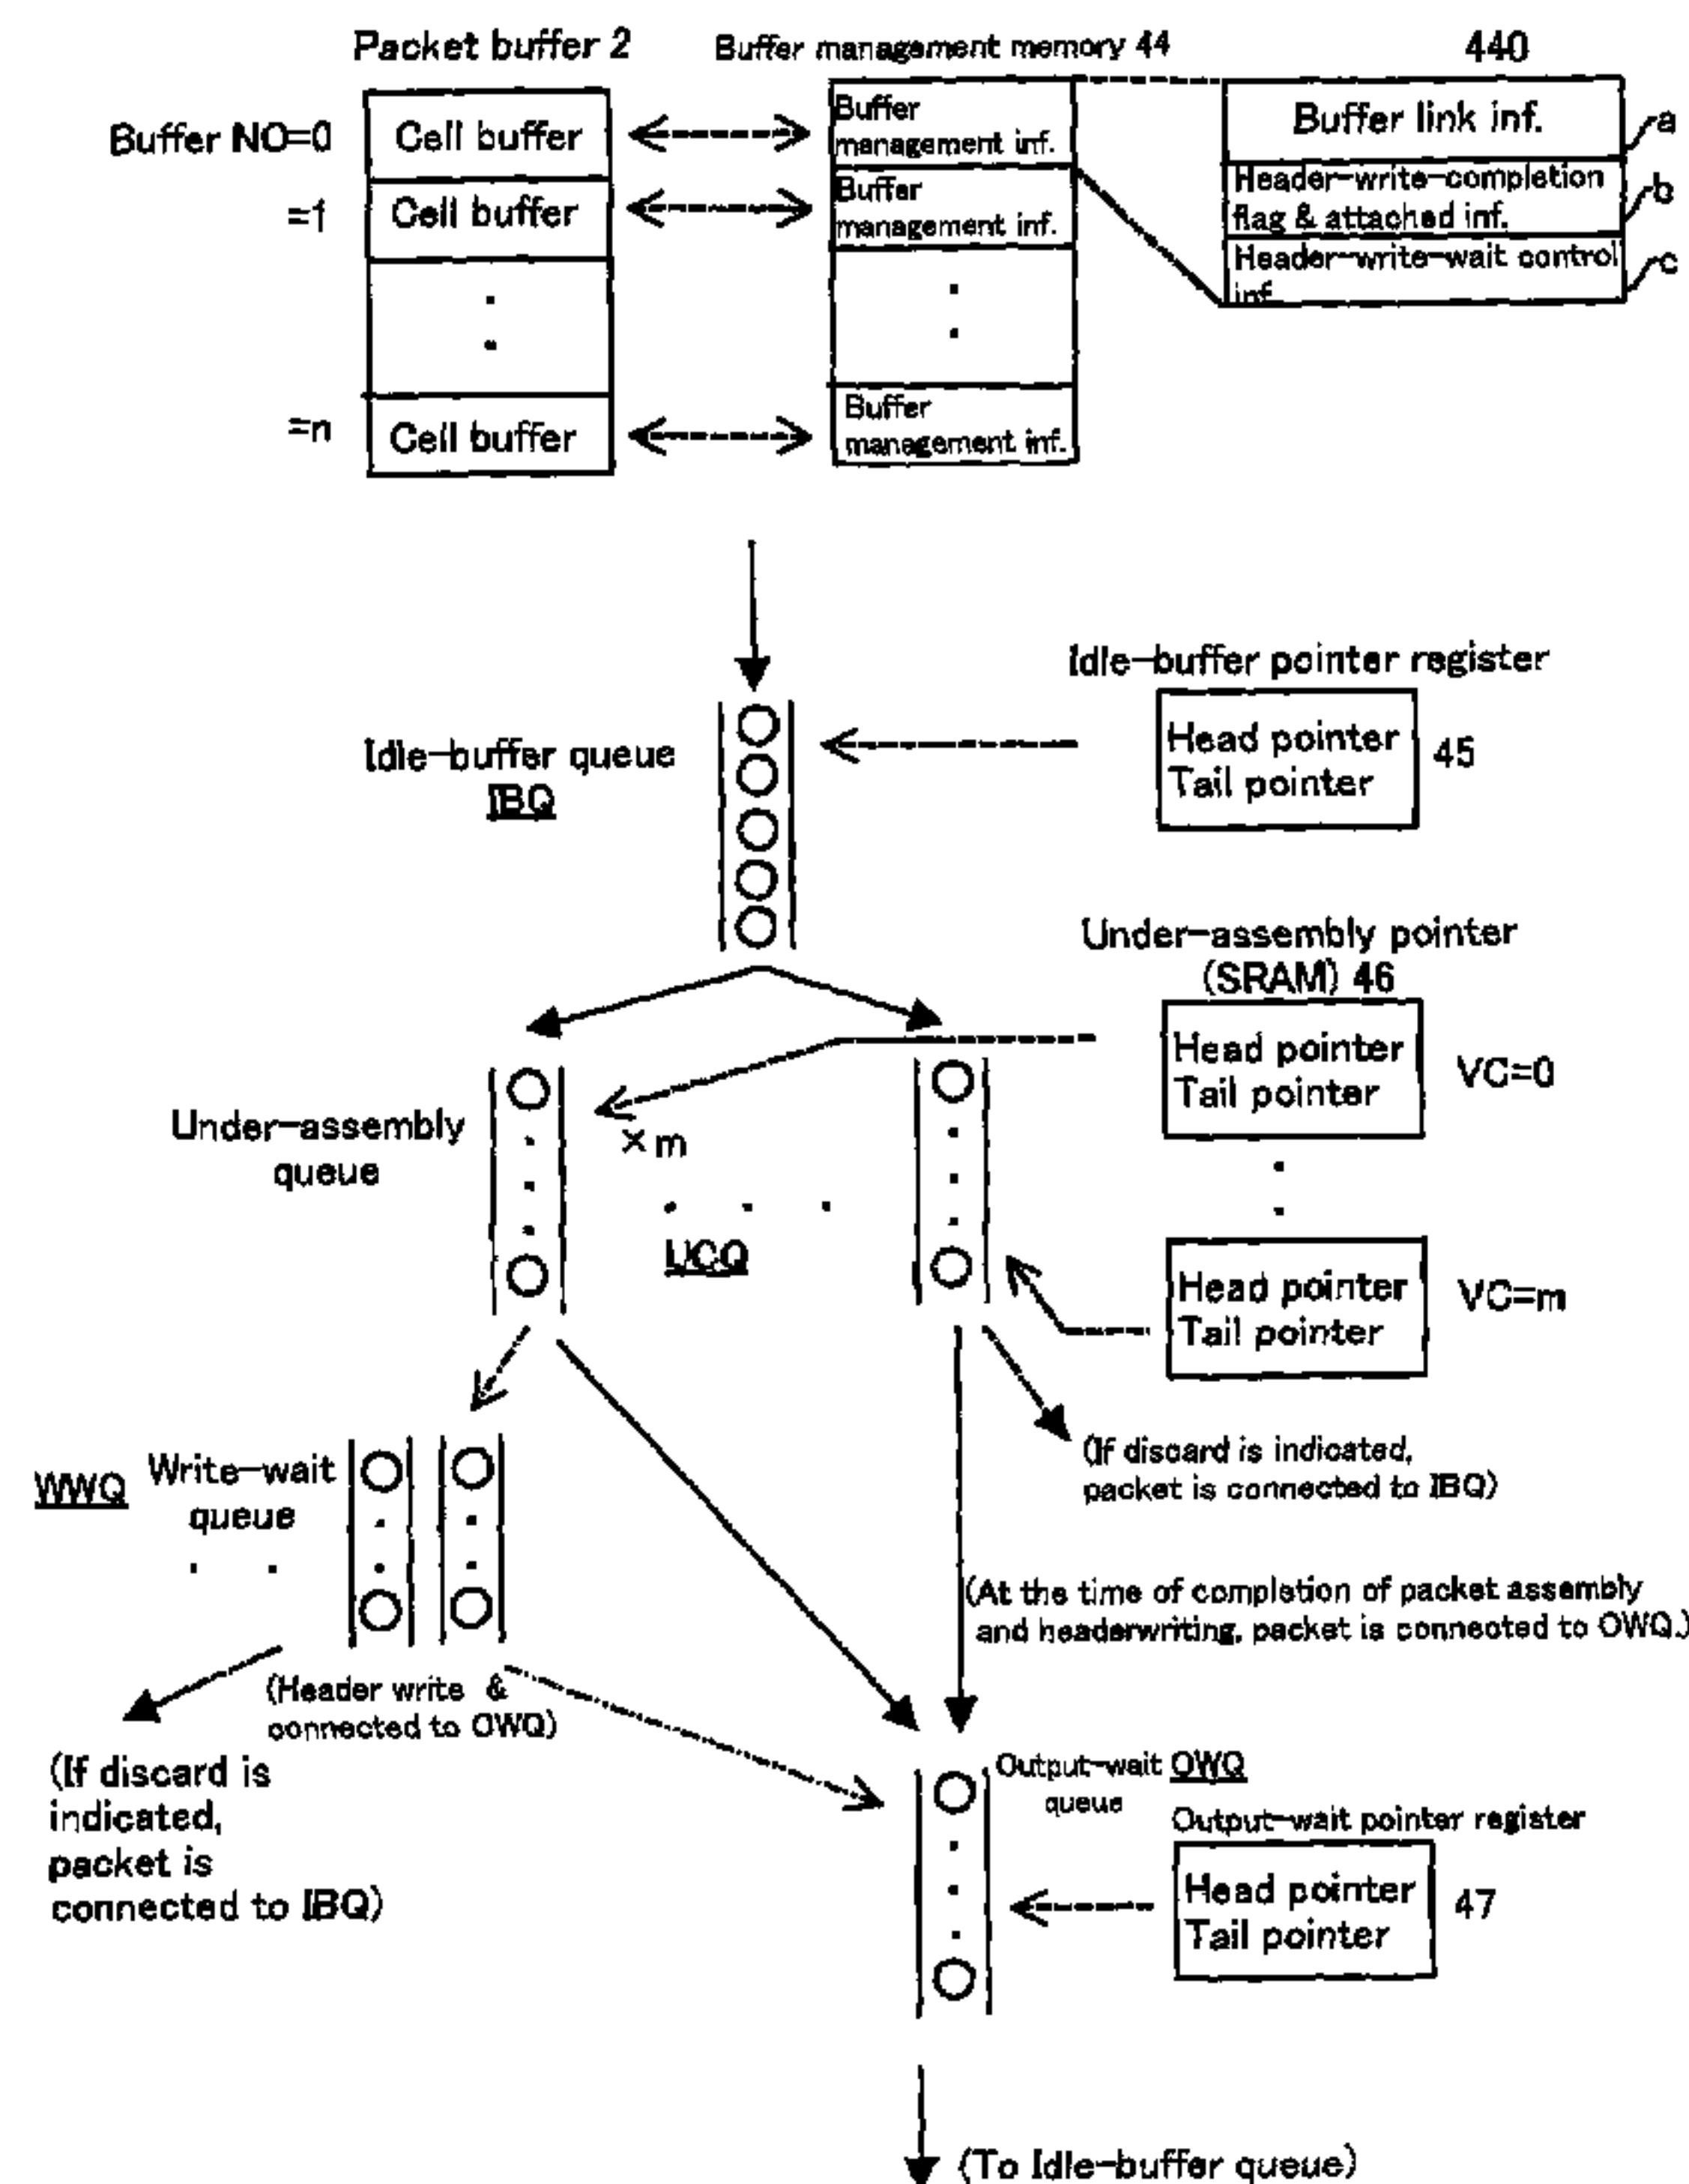 Packet buffer 2
Buffer management memory 44
440
Buffer NO=0
Cell buffer
Buffer
management inf.
Buffer link inf.
a
=1
Cell buffer
Buffer
management inf.
Header-write-completion
flag & attached inf.
b
Header-write-wait control
inf.
c
=n
Cell buffer
Buffer
management inf.
Idle-buffer queue
IBQ
Idle-buffer pointer register
Head pointer
Tail pointer
45
Under-assembly pointer
(SRAM) 46
Head pointer
Tail pointer
VC=0
Under-assembly
queue
×m
UCQ
Head pointer
Tail pointer
VC=m
WWQ
Write-wait
queue
(If discard is indicated,
packet is connected to IBQ)
(At the time of completion of packet assembly
and headerwriting, packet is connected to OWQ.)
(Header write &
connected to OWQ)
(If discard is
indicated,
packet is
connected to IBQ)
Output-wait OWQ
queue
Output-wait pointer register
Head pointer
Tail pointer
47
(To Idle-buffer queue)